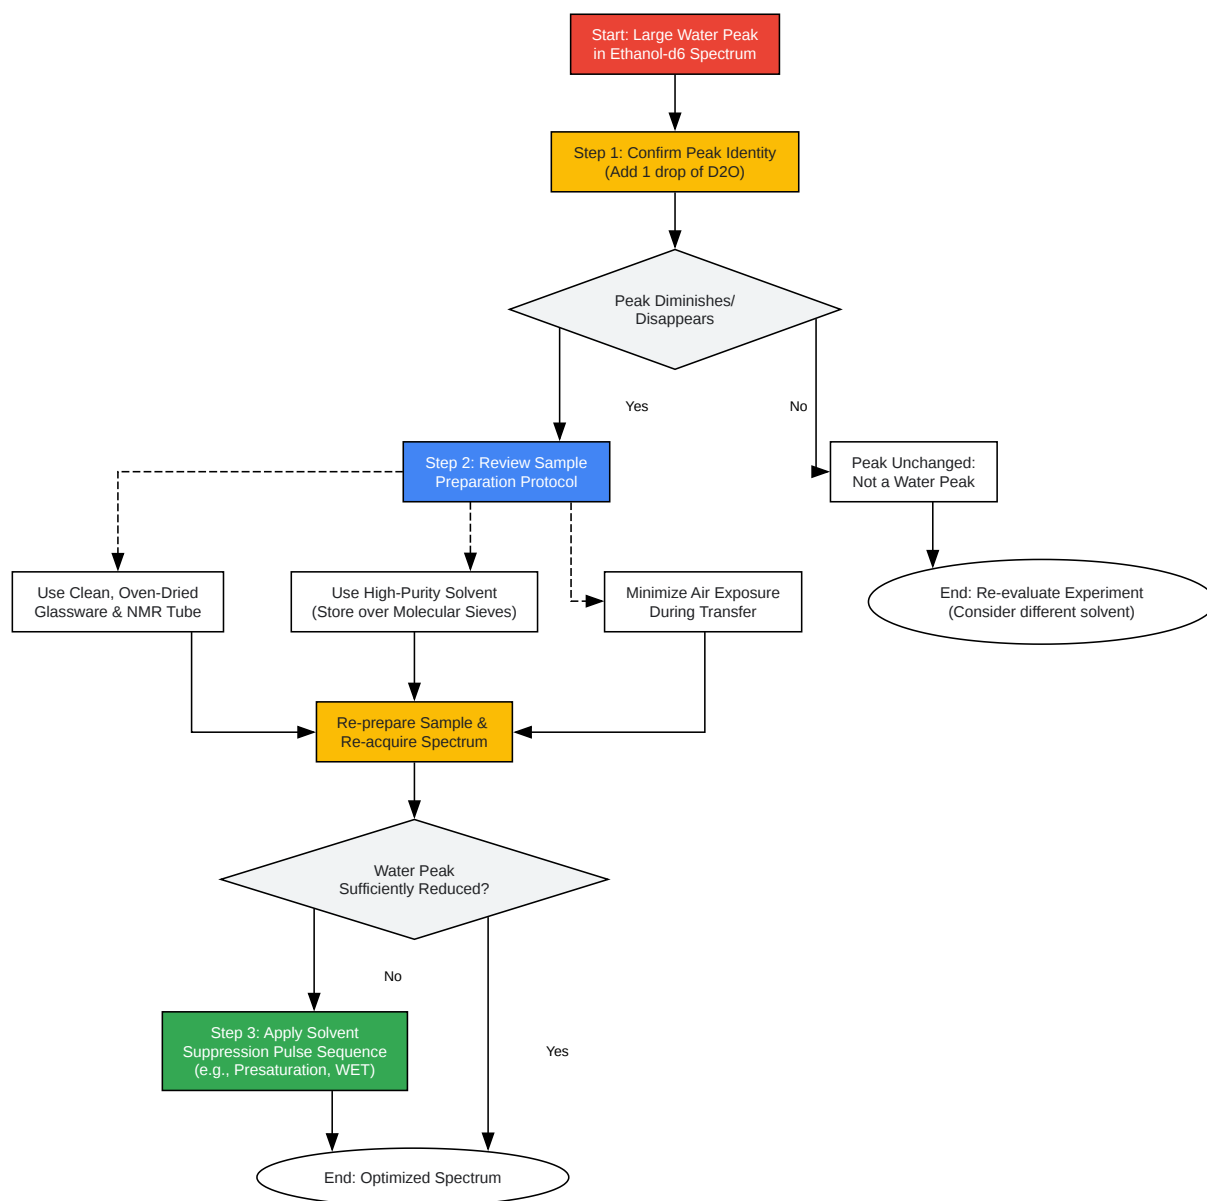 Start: Large Water Peak
in Ethanol-d6 Spectrum
Step 1: Confirm Peak Identity
(Add 1 drop of D2O)
Peak Diminishes/
Disappears
Yes
No
Step 2: Review Sample
Preparation Protocol
Peak Unchanged:
Not a Water Peak
Use Clean, Oven-Dried
Glassware & NMR Tube
Use High-Purity Solvent
(Store over Molecular Sieves)
Minimize Air Exposure
During Transfer
End: Re-evaluate Experiment
(Consider different solvent)
Re-prepare Sample &
Re-acquire Spectrum
Water Peak
Sufficiently Reduced?
No
Step 3: Apply Solvent
Suppression Pulse Sequence
(e.g., Presaturation, WET)
Yes
End: Optimized Spectrum